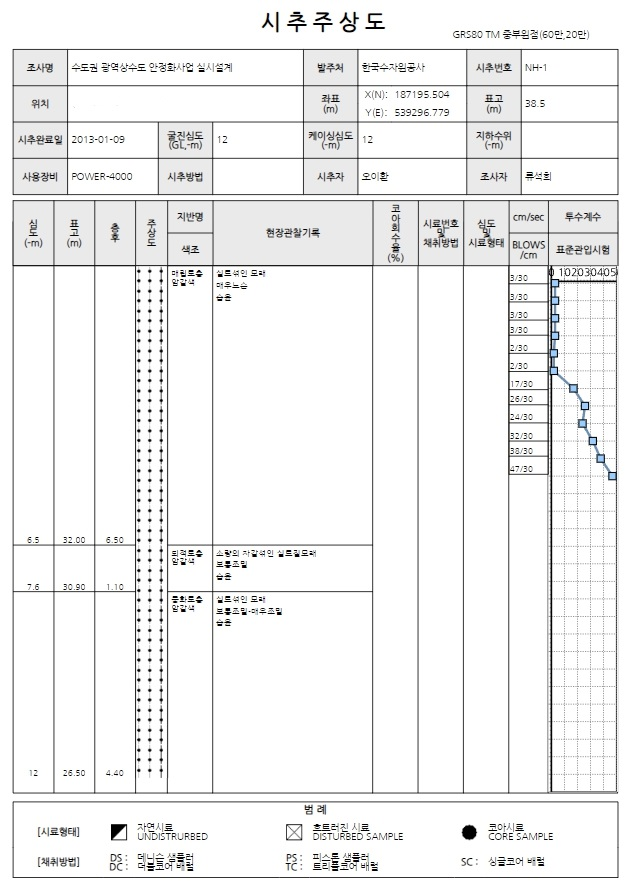 시 추 주 상 도
GRS80 TM 중부원점(60만,20만)
조사명 수도권 광역상수도 안정화사업 실시설계 발주처 한국수자원공사 시추번호 NH-1
위치 좌표 (m) X(N): 187195.504 Y(E): 539296.779 표고 (m) 38.5
시추완료일 2013-01-09 굴진심도 (GL,-m) 12 케이싱심도 (-m) 12 지하수위 (-m)
사용장비 POWER-4000 시추방법 시추자 오이환 조사자 류석희
심도 (-m) 표고 (m) 층후 주상도 지반명 색조 현장관찰기록 코아회수율 (%) 시료번호 및 채취방법 심도 및 시료형태 cm/sec BLOWS /cm 투수계수 표준관입시험
0 10 20 30 40 50
매립토층 실트섞인 모래
암갈색 매우느슨
습윤
3/30
3/30
3/30
3/30
2/30
2/30
17/30
26/30
24/30
32/30
38/30
47/30
6.5 32.00 6.50
퇴적토층 소량의 자갈섞인 실트질모래
암갈색 보통조밀
습윤
7.6 30.90 1.10
풍화토층 실트섞인 모래
암갈색 보통조밀-매우조밀
습윤
12 26.50 4.40
범 례
[시료형태] 자연시료 흐트러진 시료 코아시료
UNDISTRURBED DISTURBED SAMPLE CORE SAMPLE
[채취방법] DS : 데니슨 샘플러 PS : 피스톤 샘플러 SC : 싱글코어 배럴
DC : 더블코어 배럴 TC : 트리플코어 배럴